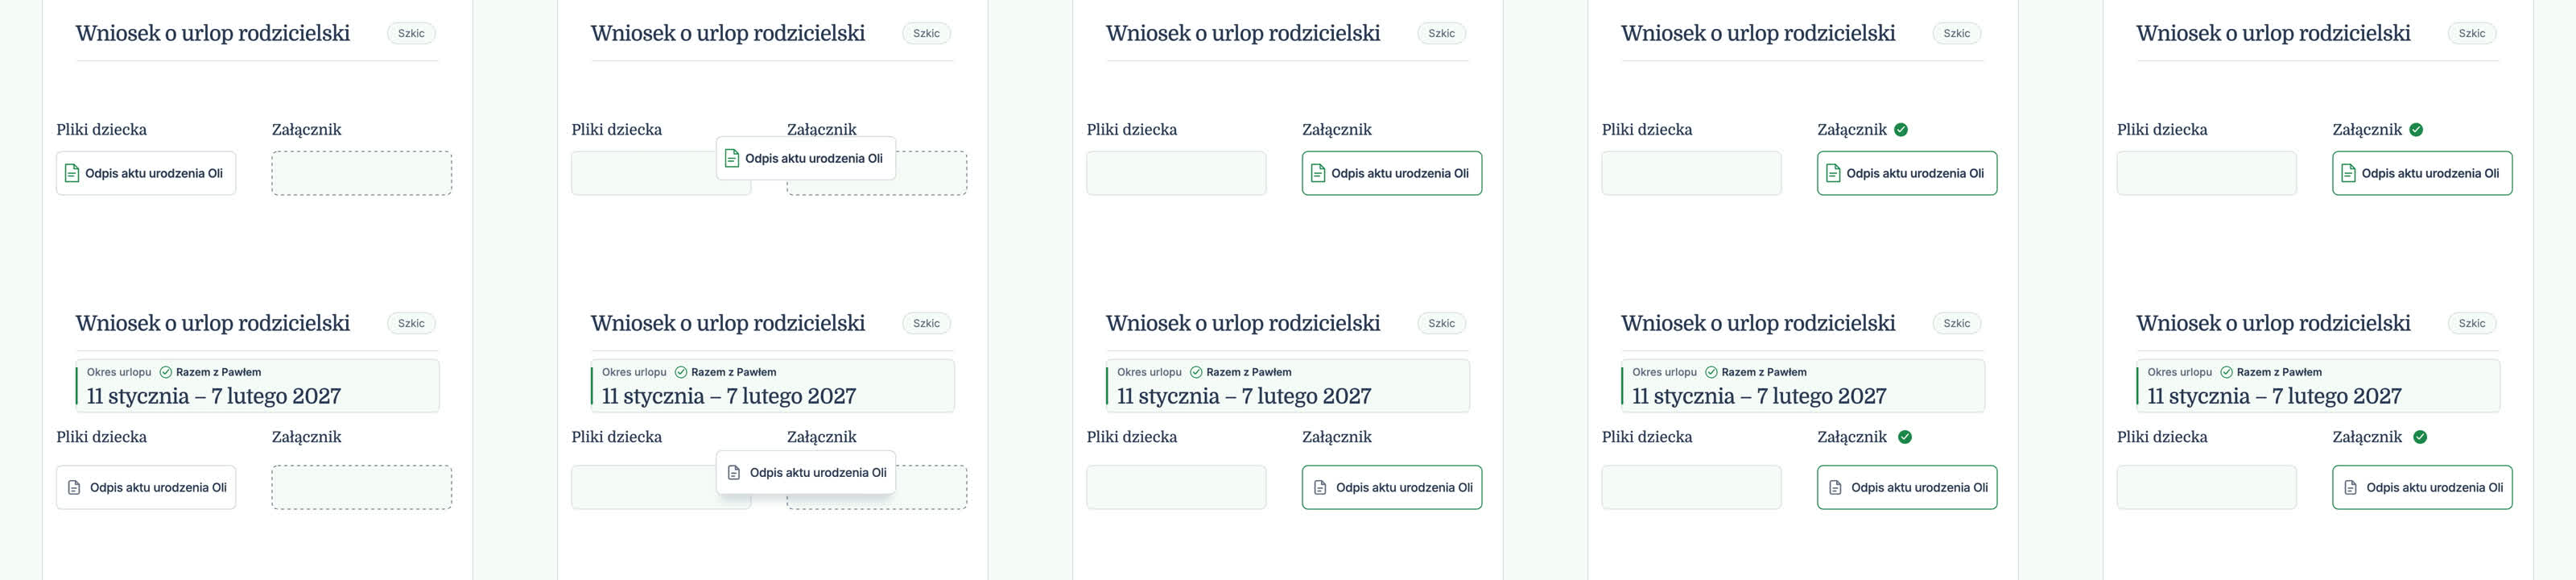 Wniosek o urlop rodzicielski Szkic
Pliki dziecka Załącznik
Odpis aktu urodzenia Oli
Wniosek o urlop rodzicielski Szkic
Okres urlopu Razem z Pawłem
11 stycznia – 7 lutego 2027
Pliki dziecka Załącznik
Odpis aktu urodzenia Oli
Wniosek o urlop rodzicielski Szkic
Pliki dziecka Załącznik
Odpis aktu urodzenia Oli
Wniosek o urlop rodzicielski Szkic
Okres urlopu Razem z Pawłem
11 stycznia – 7 lutego 2027
Pliki dziecka Załącznik
Odpis aktu urodzenia Oli
Wniosek o urlop rodzicielski Szkic
Pliki dziecka Załącznik
Odpis aktu urodzenia Oli
Wniosek o urlop rodzicielski Szkic
Okres urlopu Razem z Pawłem
11 stycznia – 7 lutego 2027
Pliki dziecka Załącznik
Odpis aktu urodzenia Oli
Wniosek o urlop rodzicielski Szkic
Pliki dziecka Załącznik
Odpis aktu urodzenia Oli
Wniosek o urlop rodzicielski Szkic
Okres urlopu Razem z Pawłem
11 stycznia – 7 lutego 2027
Pliki dziecka Załącznik
Odpis aktu urodzenia Oli
Wniosek o urlop rodzicielski Szkic
Pliki dziecka Załącznik
Odpis aktu urodzenia Oli
Wniosek o urlop rodzicielski Szkic
Okres urlopu Razem z Pawłem
11 stycznia – 7 lutego 2027
Pliki dziecka Załącznik
Odpis aktu urodzenia Oli